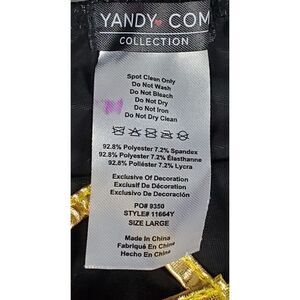 YANDY COM
COLLECTION
Spot Clean Only
Do Not Wash
Do Not Bleach
Do Not Dry
Do Not Iron
Do Not Dry Clean
92.8% Polyester 7.2% Spandex
92.8% Polyester 7.2% Élasthanne
92.8% Poliéster 7.2% Lycra
Exclusive Of Decoration
Exclusif De Décoration
Exclusivo De Decoración
PO# 9350
STYLE# 11664Y
SIZE LARGE
Made In China
Fabriqué En Chine
Hecho En China